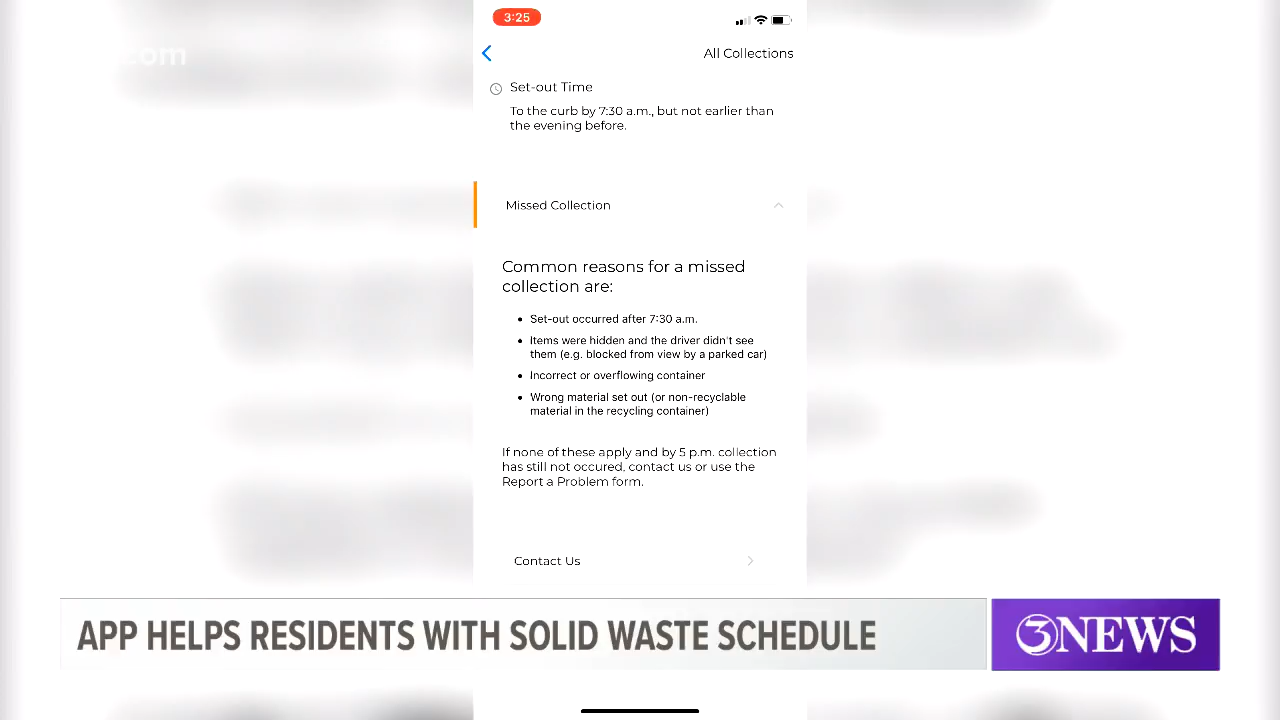 3:25
.com
All Collections
Set-out Time
To the curb by 7:30 a.m., but not earlier than
the evening before.
Missed Collection
Common reasons for a missed
collection are:
• Set-out occurred after 7:30 a.m.
• Items were hidden and the driver didn't see
them (e.g. blocked from view by a parked car)
• Incorrect or overflowing container
• Wrong material set out (or non-recyclable
material in the recycling container)
If none of these apply and by 5 p.m. collection
has still not occured, contact us or use the
Report a Problem form.
Contact Us
APP HELPS RESIDENTS WITH SOLID WASTE SCHEDULE
3NEWS